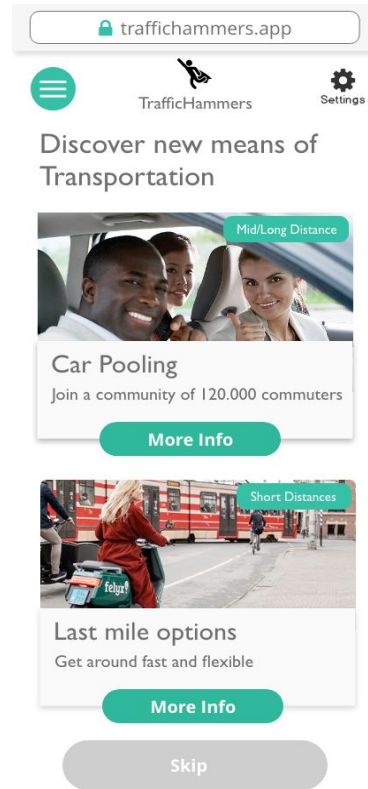 traffichammers.app
TrafficHammers
Settings
Discover new means of
Transportation
Mid/Long Distance
Car Pooling
Join a community of 120.000 commuters
More Info
Short Distances
felyx
Last mile options
Get around fast and flexible
More Info
Skip